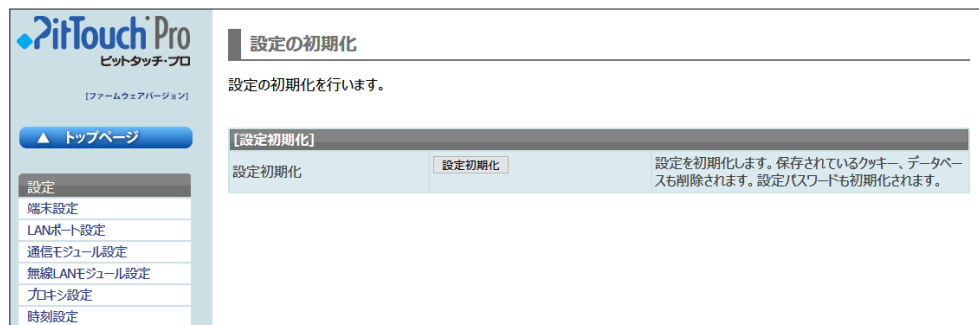 PitTouch Pro
ピットタッチ・プロ
[ファームウェアバージョン]
▲ トップページ
設定
端末設定
LANポート設定
通信モジュール設定
無線LANモジュール設定
プロキシ設定
時刻設定
設定の初期化
設定の初期化を行います。
[設定初期化]
設定初期化
設定初期化
設定を初期化します。保存されているクッキー、データベー
スも削除されます。設定パスワードも初期化されます。